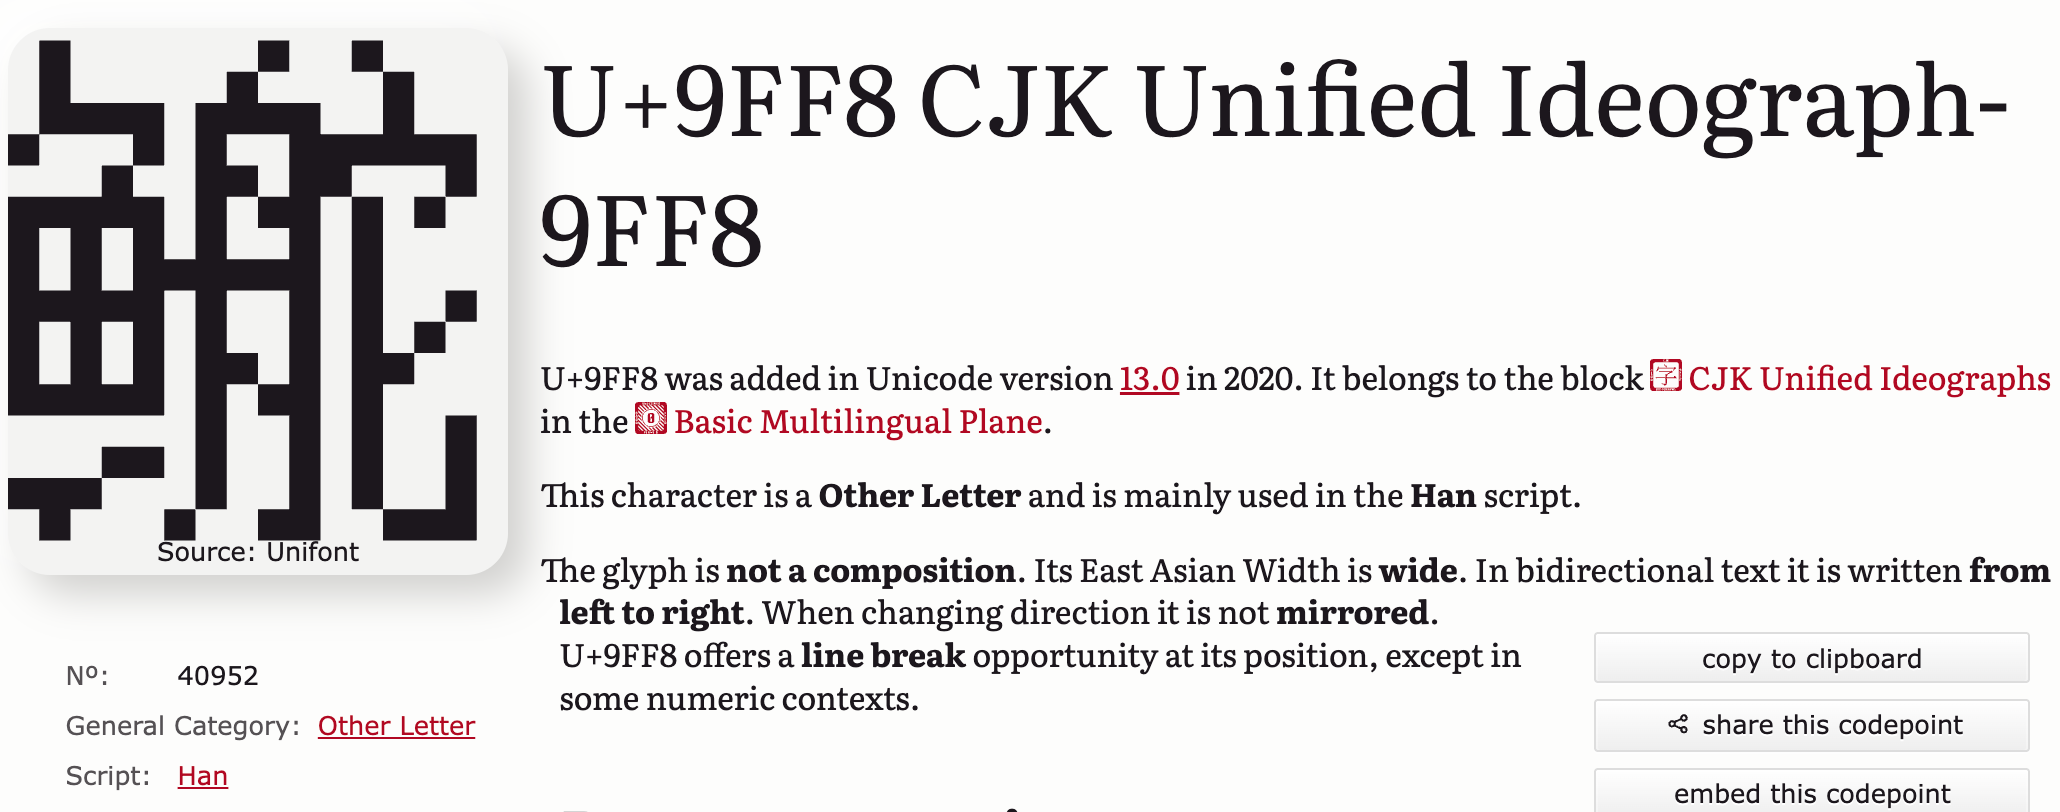 U+9FF8 CJK Unified Ideograph-
9FF8
Source: Unifont
U+9FF8 was added in Unicode version 13.0 in 2020. It belongs to the block 字 CJK Unified Ideographs
in the 0 Basic Multilingual Plane.
This character is a Other Letter and is mainly used in the Han script.
The glyph is not a composition. Its East Asian Width is wide. In bidirectional text it is written from
left to right. When changing direction it is not mirrored.
U+9FF8 offers a line break opportunity at its position, except in
some numeric contexts.
Nº: 40952
General Category: Other Letter
Script: Han
copy to clipboard
share this codepoint
embed this codepoint